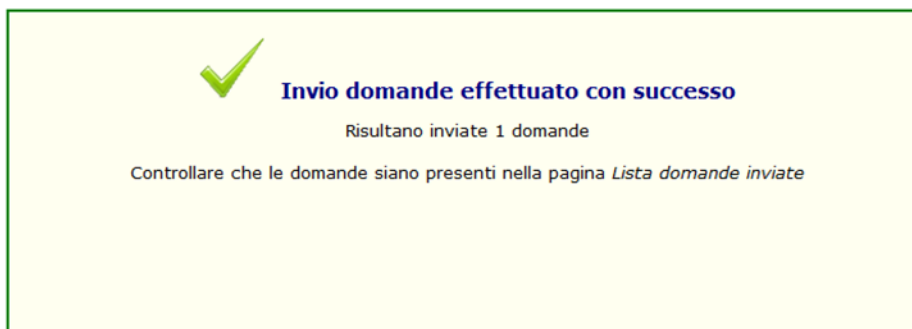 Invio domande effettuato con successo
Risultano inviate 1 domande
Controllare che le domande siano presenti nella pagina Lista domande inviate